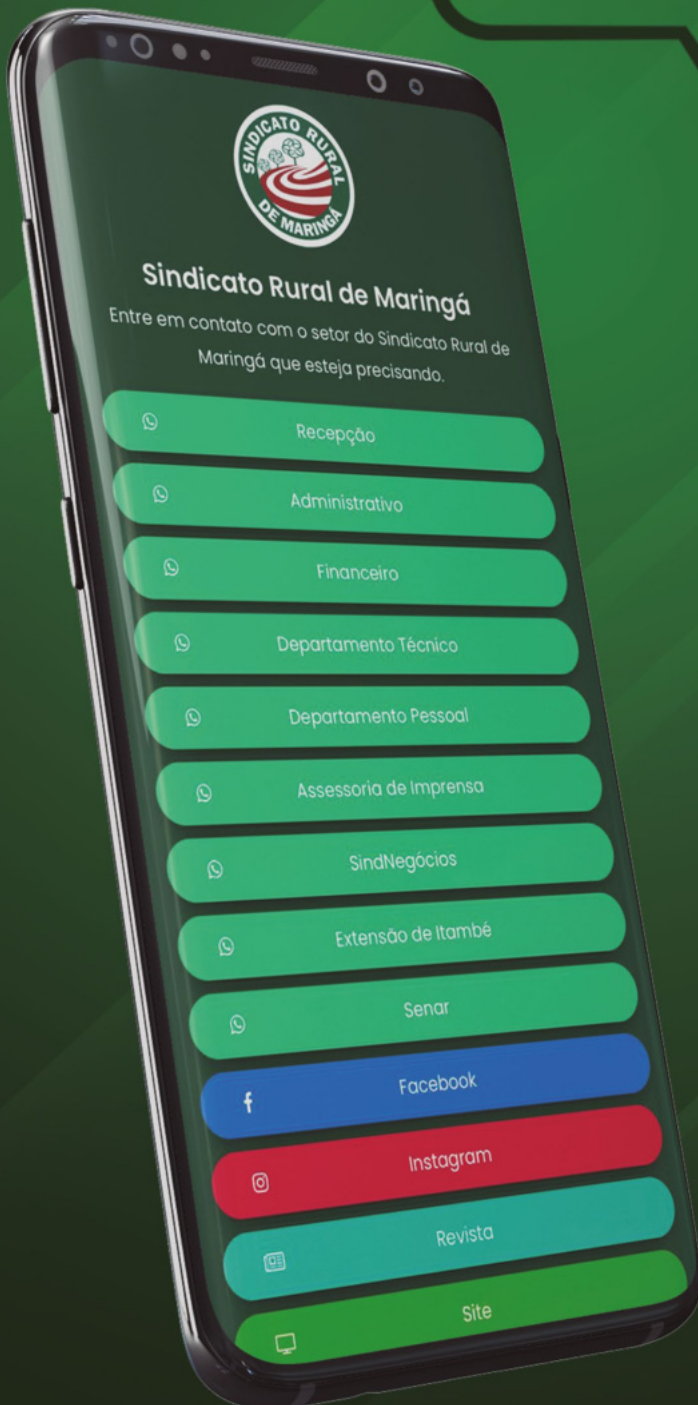 SINDICATO RURAL
DE MARINGÁ
Sindicato Rural de Maringá
Entre em contato com o setor do Sindicato Rural de
Maringá que esteja precisando.
Recepção
Administrativo
Financeiro
Departamento Técnico
Departamento Pessoal
Assessoria de Imprensa
SindNegócios
Extensão de Itambé
Senar
Facebook
Instagram
Revista
Site